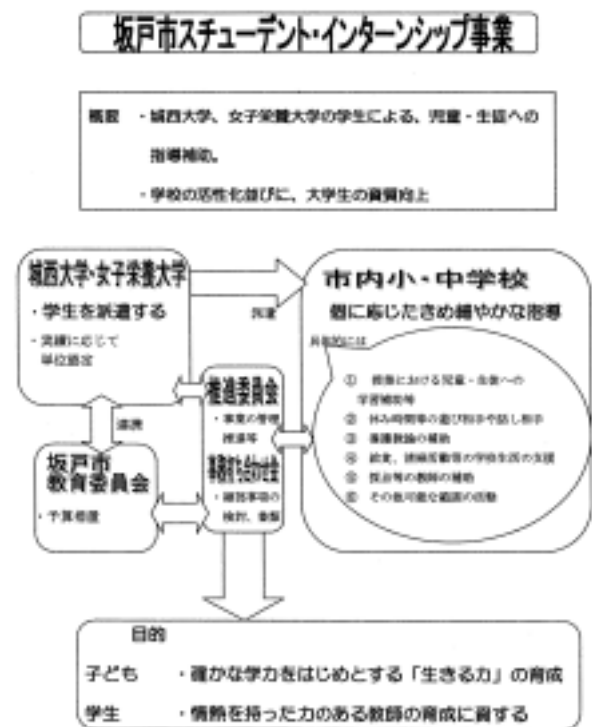 坂戸市スチューデント・インターンシップ事業
概要 ・城西大学、女子栄養大学の学生による、児童・生徒への
指導補助。
・学校の活性化並びに、大学生の資質向上
城西大学・女子栄養大学
・学生を派遣する
・実績に応じて
単位認定
派遣
市内小・中学校
個に応じたきめ細やかな指導
具体的には
① 授業における児童・生徒への
学習補助等
② 休み時間等の遊び相手や話し相手
③ 養護教諭の補助
④ 給食、清掃活動等の学校生活の支援
⑤ 採点等の教師の補助
⑥ その他可能な範囲の活動
推進委員会
・事業の管理
推進等
事務打ち合わせ会
・細部事項の
検討、
連携
坂戸市
教育委員会
・予算措置
目的
子ども ・確かな学力をはじめとする「生きる力」の育成
学生 ・情熱を持った力のある教師の育成に資する